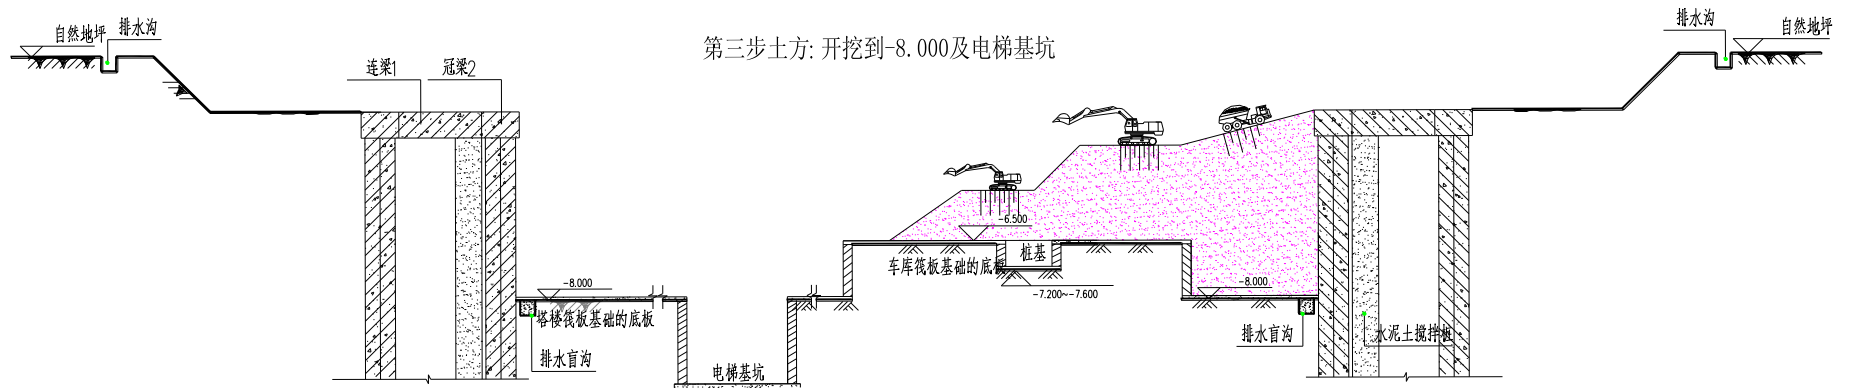 自然地坪
排水沟
第三步土方: 开挖到-8.000及电梯基坑
排水沟
自然地坪
连梁1
冠梁2
-6.500
桩基
车库筏板基础的底板
-7.200~-7.600
-8.000
-8.000
塔楼筏板基础的底板
排水盲沟
电梯基坑
排水盲沟
水泥土搅拌桩